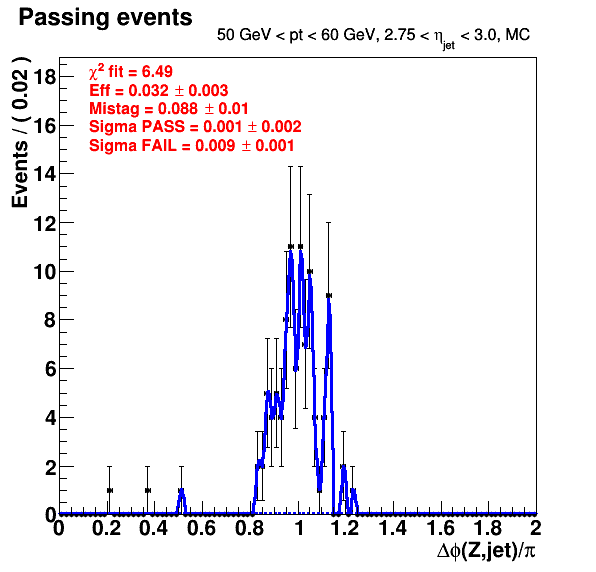 Passing events
50 GeV < pt < 60 GeV, 2.75 < η_jet < 3.0, MC
χ² fit = 6.49
Eff = 0.032 ± 0.003
Mistag = 0.088 ± 0.01
Sigma PASS = 0.001 ± 0.002
Sigma FAIL = 0.009 ± 0.001
Events / ( 0.02 )
18
16
14
12
10
8
6
4
2
0
0 0.2 0.4 0.6 0.8 1 1.2 1.4 1.6 1.8 2
Δϕ(Z,jet)/π